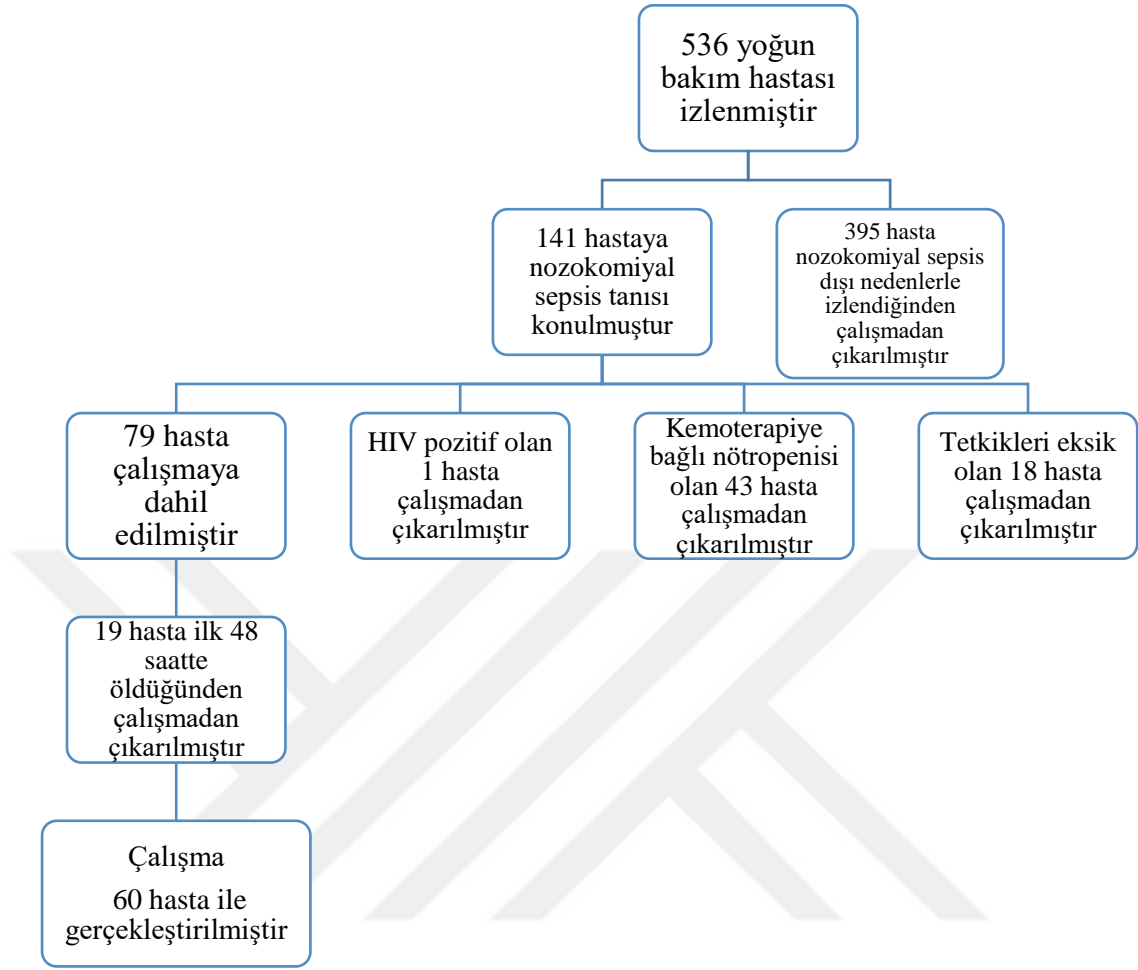 536 yoğun
bakım hastası
izlenmiştir
141 hastaya
nozokomiyal
sepsis tanısı
konulmuştur
395 hasta
nozokomiyal sepsis
dışı nedenlerle
izlendiğinden
çalışmadan
çıkarılmıştır
79 hasta
çalışmaya
dahil
edilmiştir
HIV pozitif olan
1 hasta
çalışmadan
çıkarılmıştır
Kemoterapiye
bağlı nötropenisi
olan 43 hasta
çalışmadan
çıkarılmıştır
Tetkikleri eksik
olan 18 hasta
çalışmadan
çıkarılmıştır
19 hasta ilk 48
saatte
öldüğünden
çalışmadan
çıkarılmıştır
Çalışma
60 hasta ile
gerçekleştirilmiştir